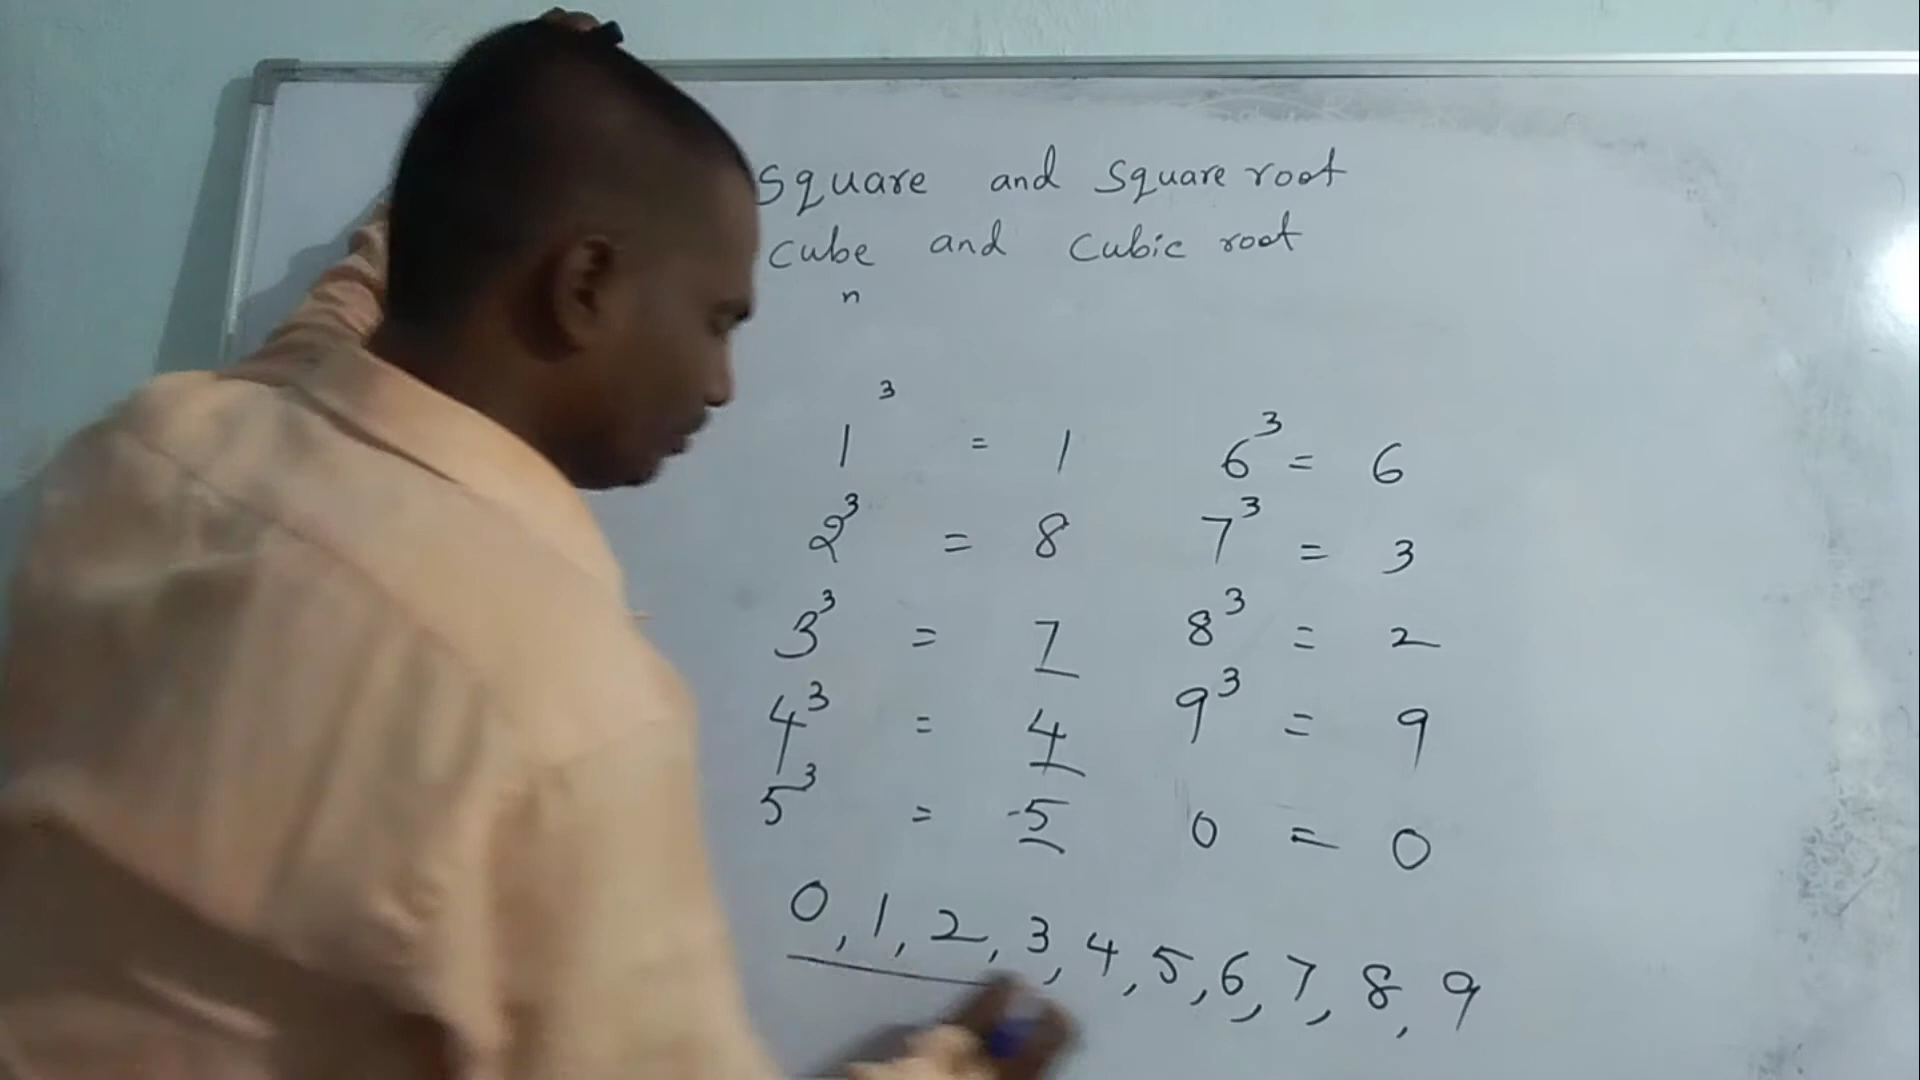 Square and Square root
Cube and Cubic root
n
1³ = 1 6³ = 6
2³ = 8 7³ = 3
3³ = 7 8³ = 2
4³ = 4 9³ = 9
5³ = 5 0 = 0
0, 1, 2, 3, 4, 5, 6, 7, 8, 9